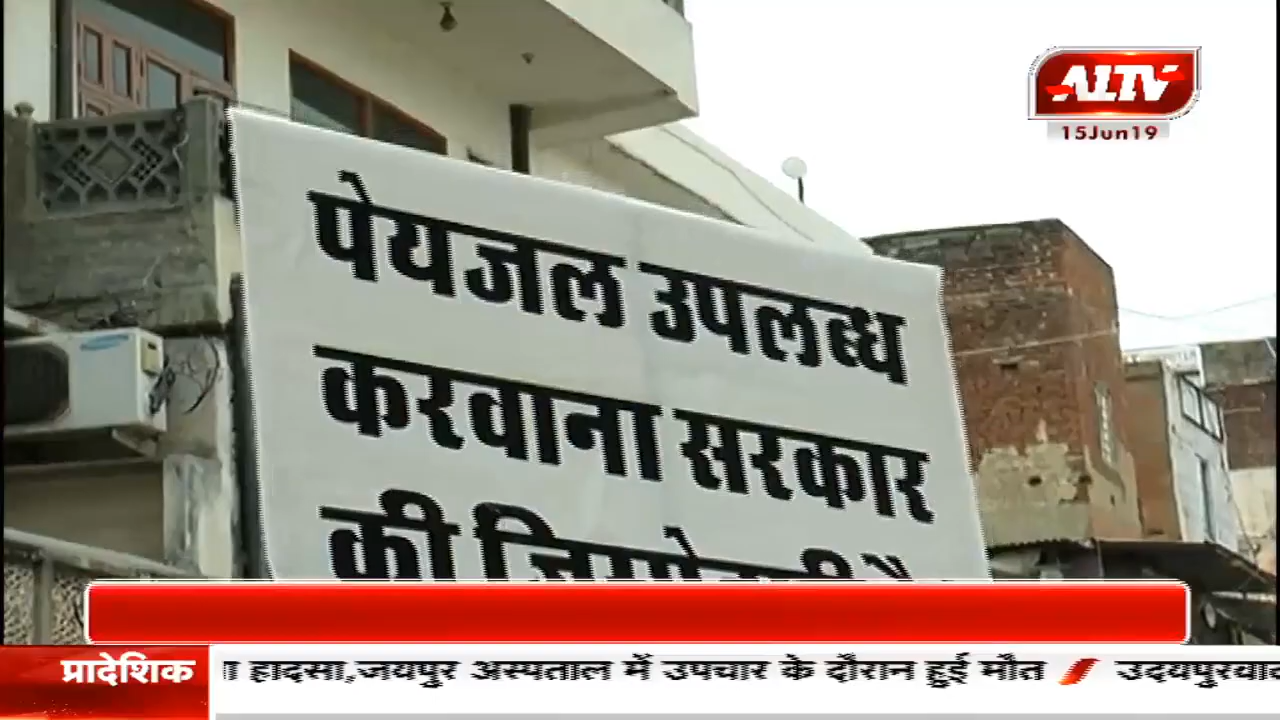 ALTV
15Jun19
पेयजल उपलब्ध
करवाना सरकार
की
प्रादेशिक
हादसा,जयपुर अस्पताल में उपचार के दौरान हुई मौत